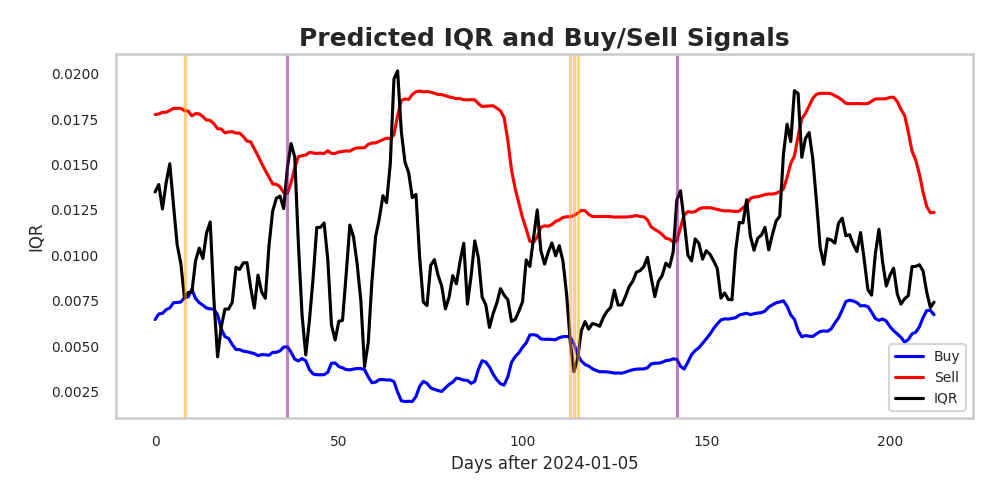 Predicted IQR and Buy/Sell Signals
0.0200
0.0175
0.0150
0.0125
0.0100
0.0075
0.0050
0.0025
IQR
0
50
100
150
200
Days after 2024-01-05
Buy
Sell
IQR